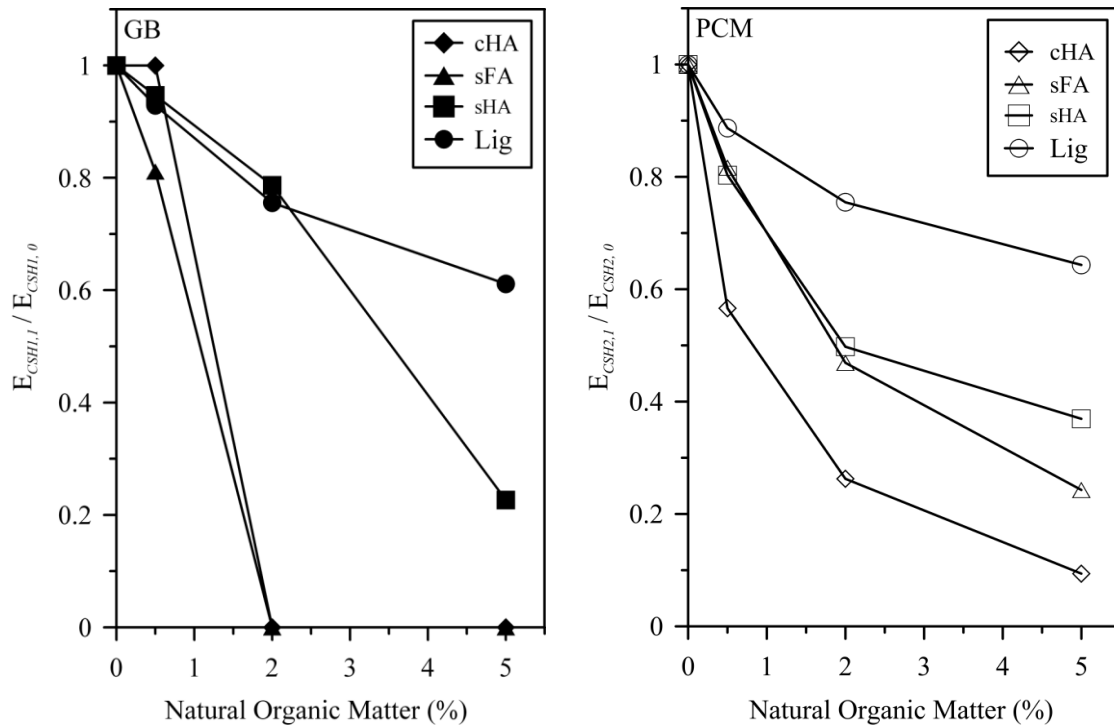 GB
cHA
sFA
sHA
Lig
1
0.8
0.6
0.4
0.2
0
E_CSH1,1 / E_CSH1,0
0 1 2 3 4 5
Natural Organic Matter (%)
PCM
cHA
sFA
sHA
Lig
1
0.8
0.6
0.4
0.2
0
E_CSH2,1 / E_CSH2,0
0 1 2 3 4 5
Natural Organic Matter (%)